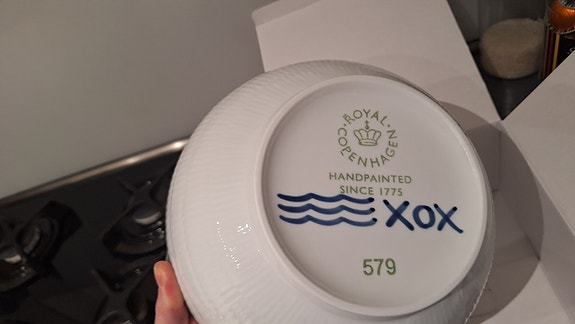 ROYAL
COPENHAGEN
HANDPAINTED
SINCE 1775
XOX
579